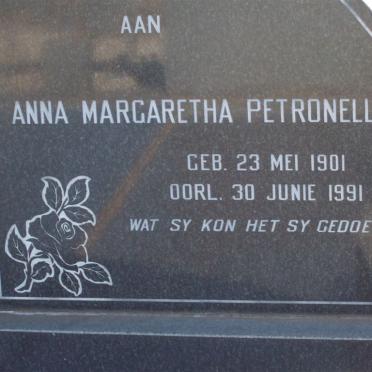 AAN
ANNA MARGARETHA PETRONELL
GEB. 23 MEI 1901
OORL. 30 JUNIE 1991
WAT SY KON HET SY GEDOE